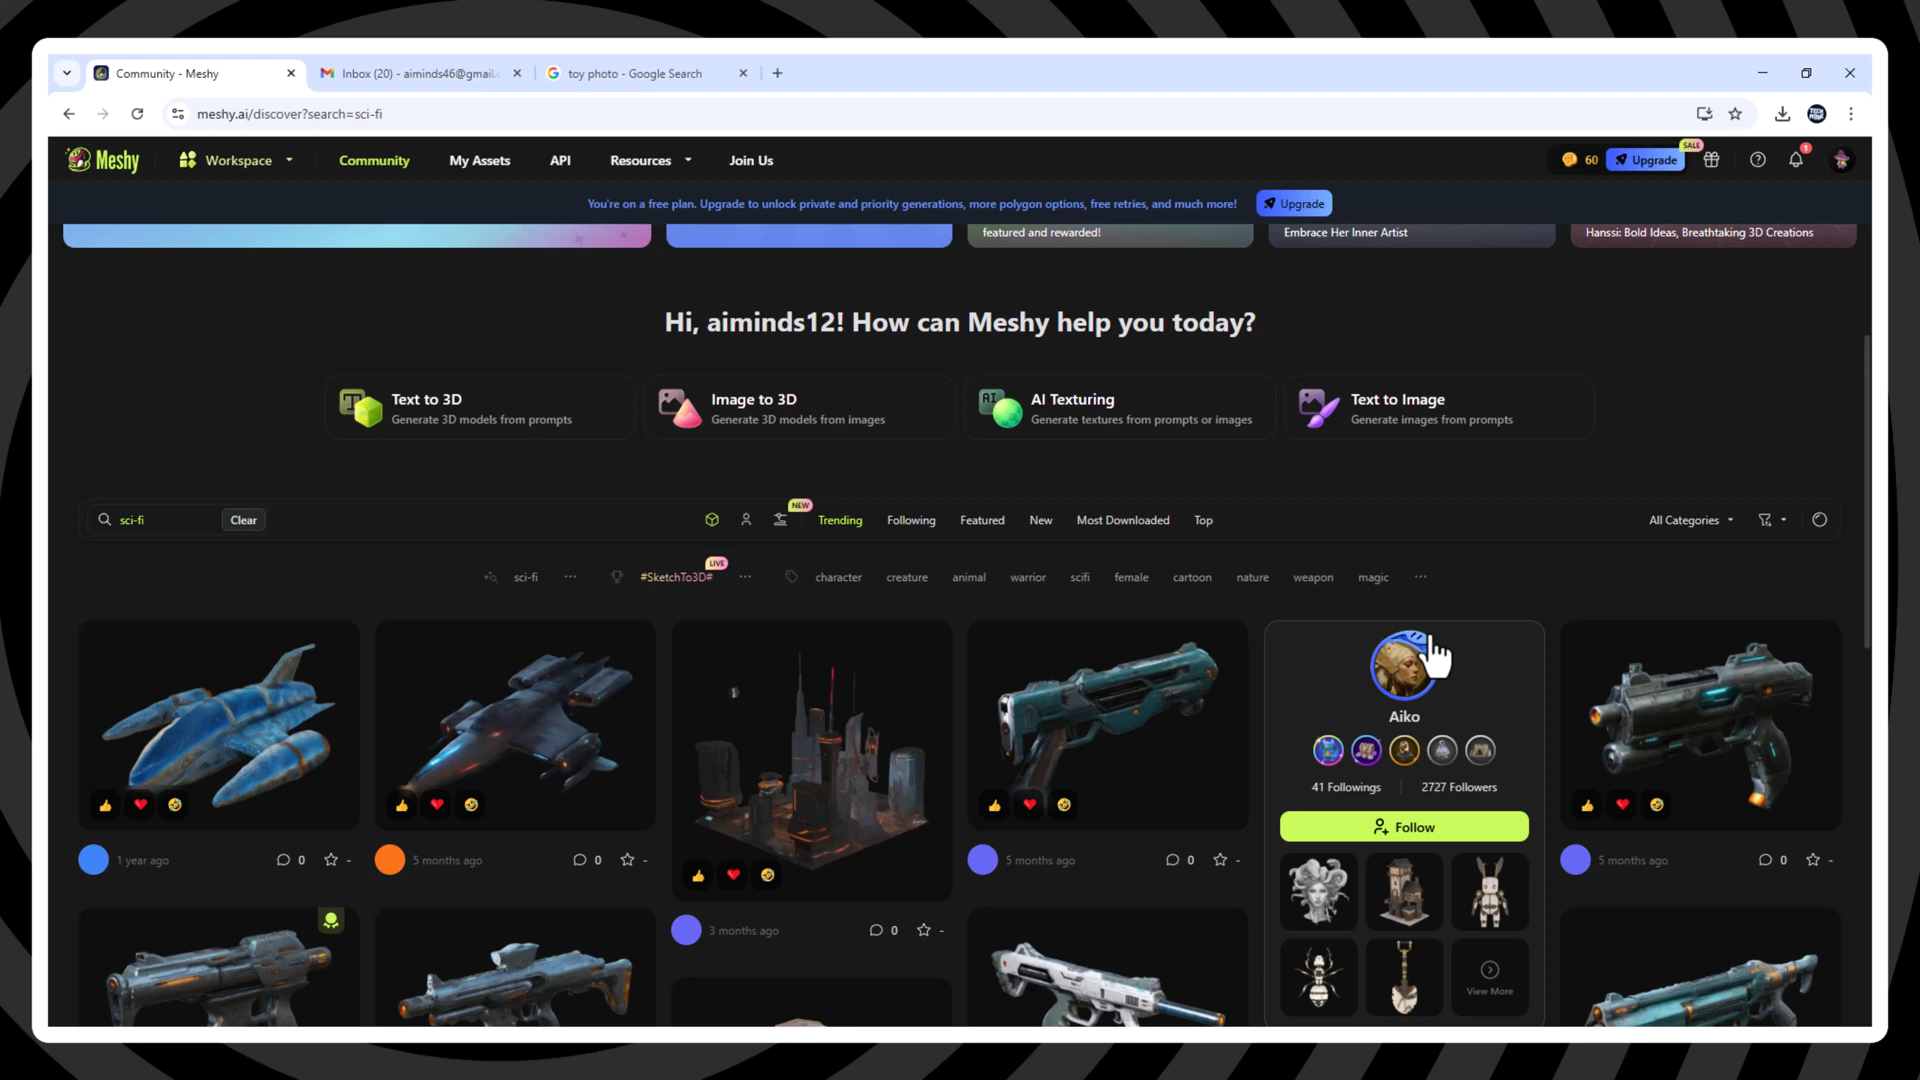 Community - Meshy
Inbox (20) - aiminds46@gmail.c
toy photo - Google Search
meshy.ai/discover?search=sci-fi
Meshy
Workspace
Community
My Assets
API
Resources
Join Us
60
Upgrade
SALE
1
You're on a free plan. Upgrade to unlock private and priority generations, more polygon options, free retries, and much more!
Upgrade
featured and rewarded!
Embrace Her Inner Artist
Hanssi: Bold Ideas, Breathtaking 3D Creations
Hi, aiminds12! How can Meshy help you today?
Text to 3D
Generate 3D models from prompts
Image to 3D
Generate 3D models from images
AI
AI Texturing
Generate textures from prompts or images
Text to Image
Generate images from prompts
sci-fi
Clear
NEW
Trending
Following
Featured
New
Most Downloaded
Top
All Categories
sci-fi
LIVE
#SketchTo3D#
character
creature
animal
warrior
scifi
female
cartoon
nature
weapon
magic
Aiko
41 Followings
2727 Followers
Follow
View More
1 year ago
0
-
5 months ago
0
-
3 months ago
0
-
5 months ago
0
-
5 months ago
0
-